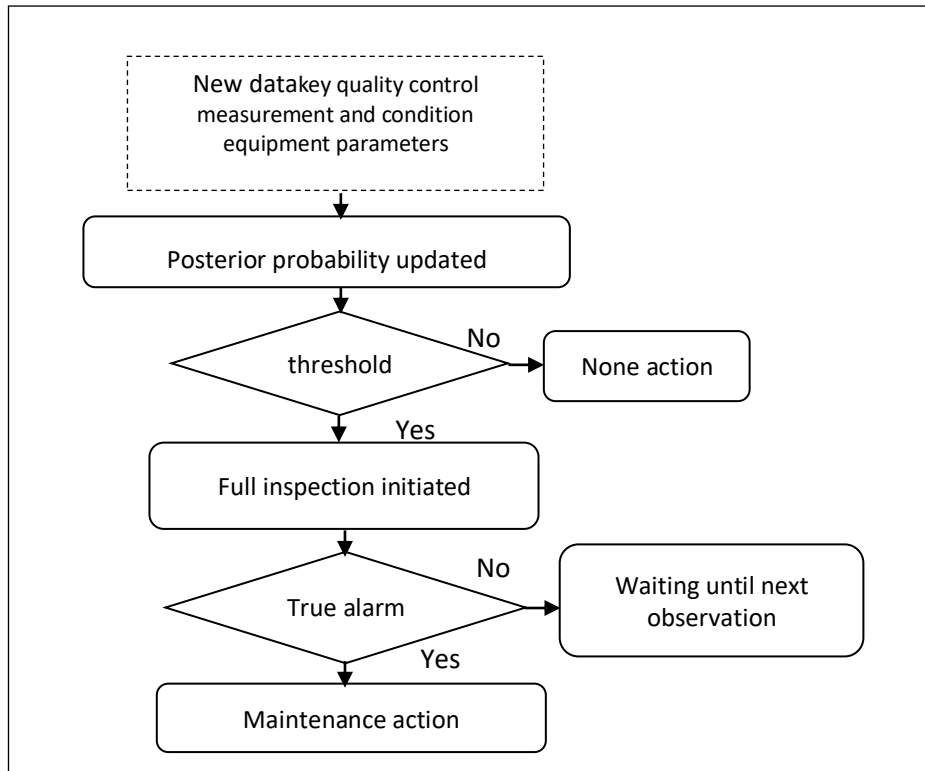 New datakey quality control
measurement and condition
equipment parameters
Posterior probability updated
threshold
No
None action
Yes
Full inspection initiated
True alarm
No
Waiting until next
observation
Yes
Maintenance action